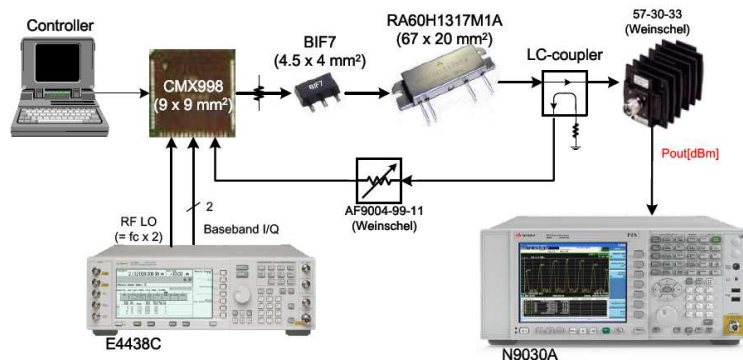 Controller
CMX998
(9 x 9 mm²)
BIF7
(4.5 x 4 mm²)
BIF7
RA60H1317M1A
(67 x 20 mm²)
LC-coupler
57-30-33
(Weinschel)
Pout[dBm]
AF9004-99-11
(Weinschel)
RF LO
(= fc x 2)
2
Baseband I/Q
E4438C
N9030A